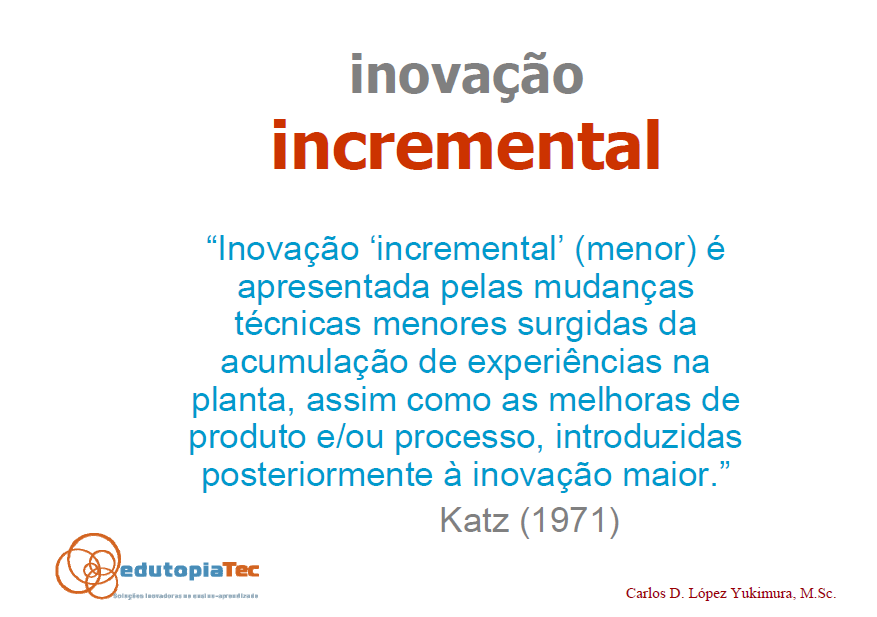 inovação
incremental
“Inovação ‘incremental’ (menor) é
apresentada pelas mudanças
técnicas menores surgidas da
acumulação de experiências na
planta, assim como as melhoras de
produto e/ou processo, introduzidas
posteriormente à inovação maior.”
Katz (1971)
edutopiaTec
Soluções inovadoras no ensino-aprendizado
Carlos D. López Yukimura, M.Sc.